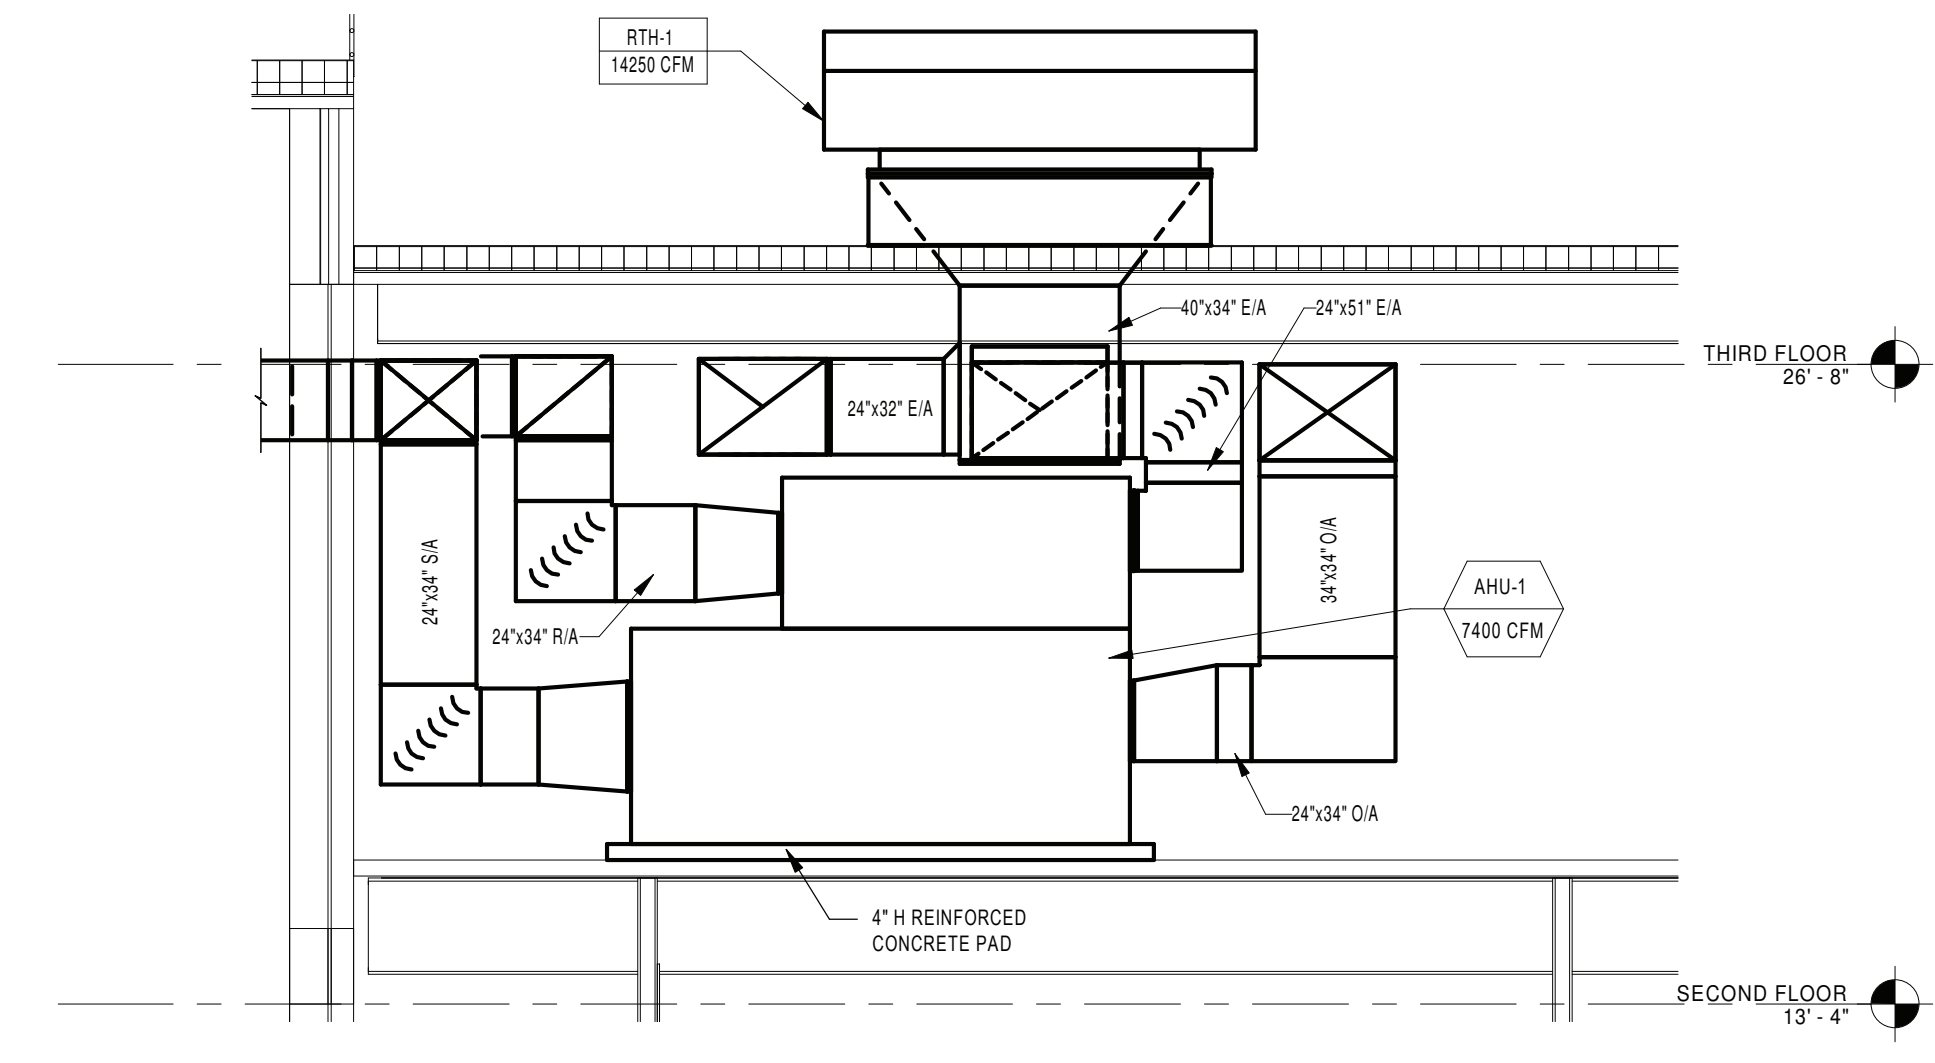 RTH-1
14250 CFM
40"x34" E/A
24"x51" E/A
THIRD FLOOR
26' - 8"
24"x32" E/A
24"x34" S/A
34"x34" O/A
AHU-1
7400 CFM
24"x34" R/A
24"x34" O/A
4" H REINFORCED
CONCRETE PAD
SECOND FLOOR
13' - 4"